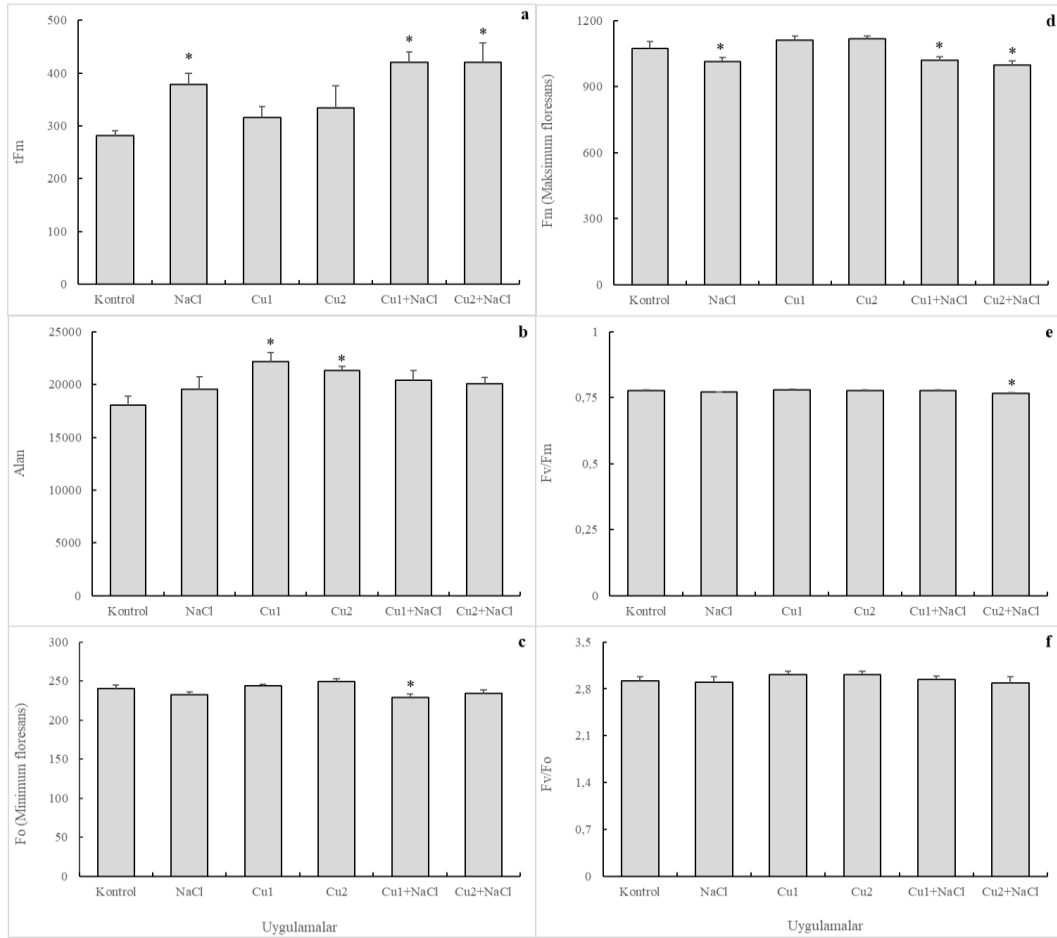 a
500
400
300
200
100
0
tFm
* * *
Kontrol NaCl Cu1 Cu2 Cu1+NaCl Cu2+NaCl
b
25000
20000
15000
10000
5000
0
Alan
* *
Kontrol NaCl Cu1 Cu2 Cu1+NaCl Cu2+NaCl
c
300
250
200
150
100
50
0
Fo (Minimum floresans)
*
Kontrol NaCl Cu1 Cu2 Cu1+NaCl Cu2+NaCl
Uygulamalar
d
1200
900
600
300
0
Fm (Maksimum floresans)
* * *
Kontrol NaCl Cu1 Cu2 Cu1+NaCl Cu2+NaCl
e
1
0,75
0,5
0,25
0
Fv/Fm
*
Kontrol NaCl Cu1 Cu2 Cu1+NaCl Cu2+NaCl
f
3,5
2,8
2,1
1,4
0,7
0
Fv/Fo
Kontrol NaCl Cu1 Cu2 Cu1+NaCl Cu2+NaCl
Uygulamalar